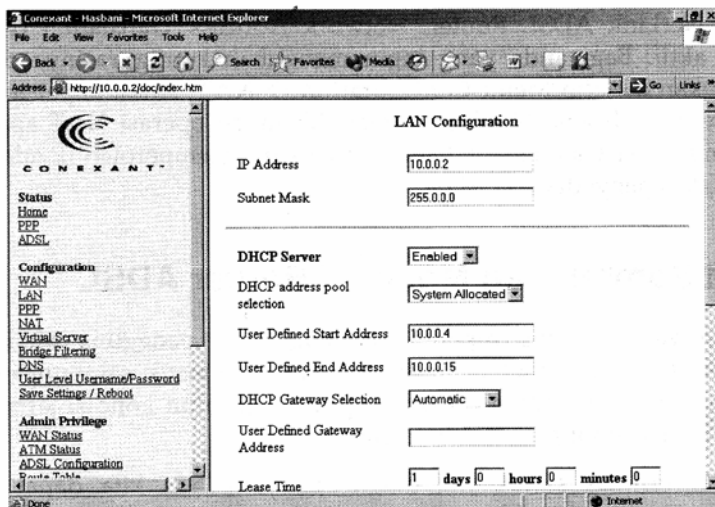 Conexant - Hasbani - Microsoft Internet Explorer
File Edit View Favorites Tools Help
Back Search Favorites Media
Address http://10.0.0.2/doc/index.htm Go Links »
CONEXANT™
Status
Home
PPP
ADSL
Configuration
WAN
LAN
PPP
NAT
Virtual Server
Bridge Filtering
DNS
User Level Username/Password
Save Settings / Reboot
Admin Privilege
WAN Status
ATM Status
ADSL Configuration
Route Table
LAN Configuration
IP Address 10.0.0.2
Subnet Mask 255.0.0.0
DHCP Server Enabled
DHCP address pool
selection System Allocated
User Defined Start Address 10.0.0.4
User Defined End Address 10.0.0.15
DHCP Gateway Selection Automatic
User Defined Gateway
Address
Lease Time 1 days 0 hours 0 minutes 0
Done Internet